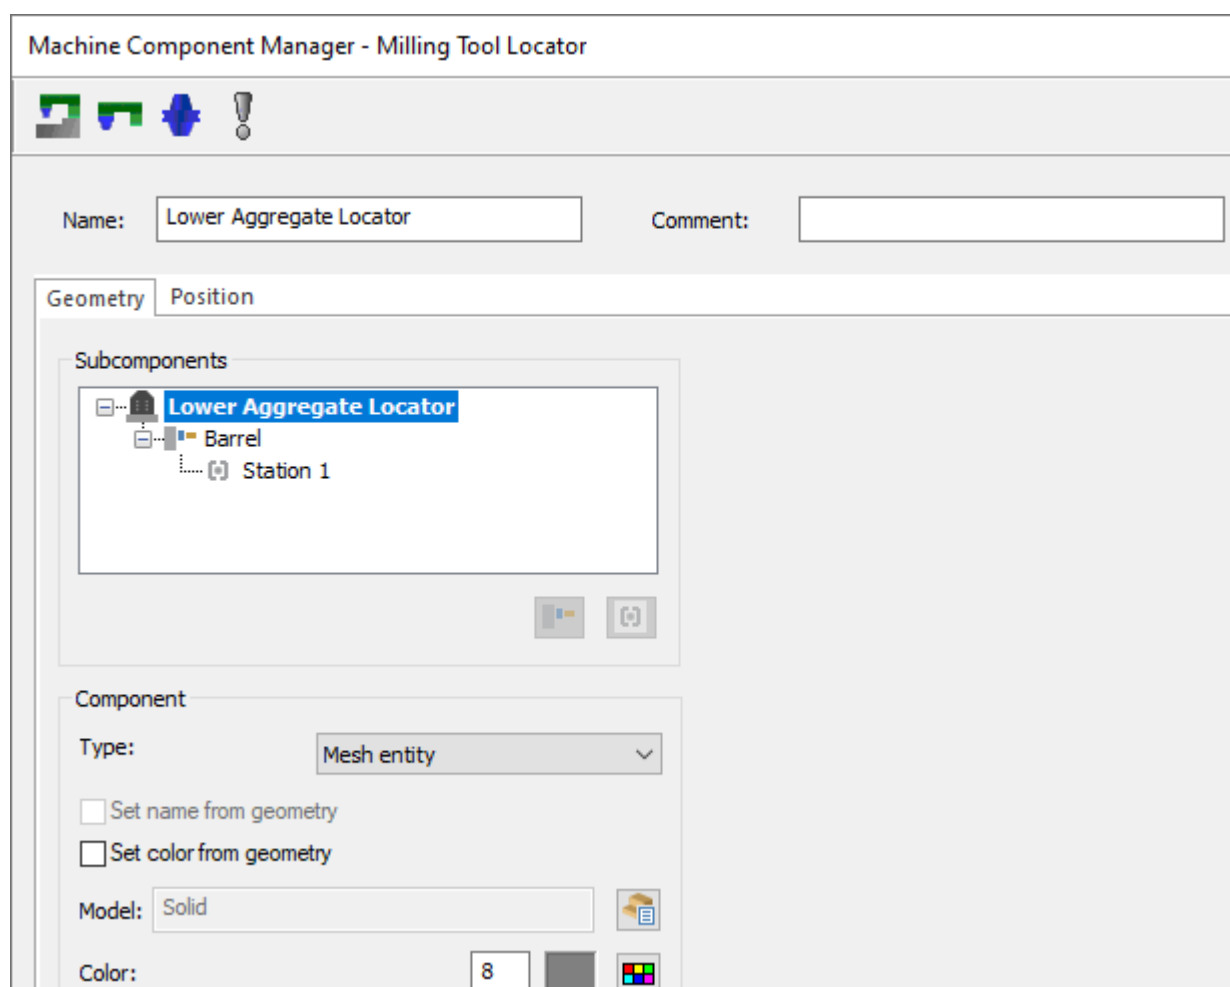 Machine Component Manager - Milling Tool Locator
Name: Lower Aggregate Locator Comment:
Geometry Position
Subcomponents
Lower Aggregate Locator
Barrel
Station 1
Component
Type: Mesh entity
Set name from geometry
Set color from geometry
Model: Solid
Color: 8